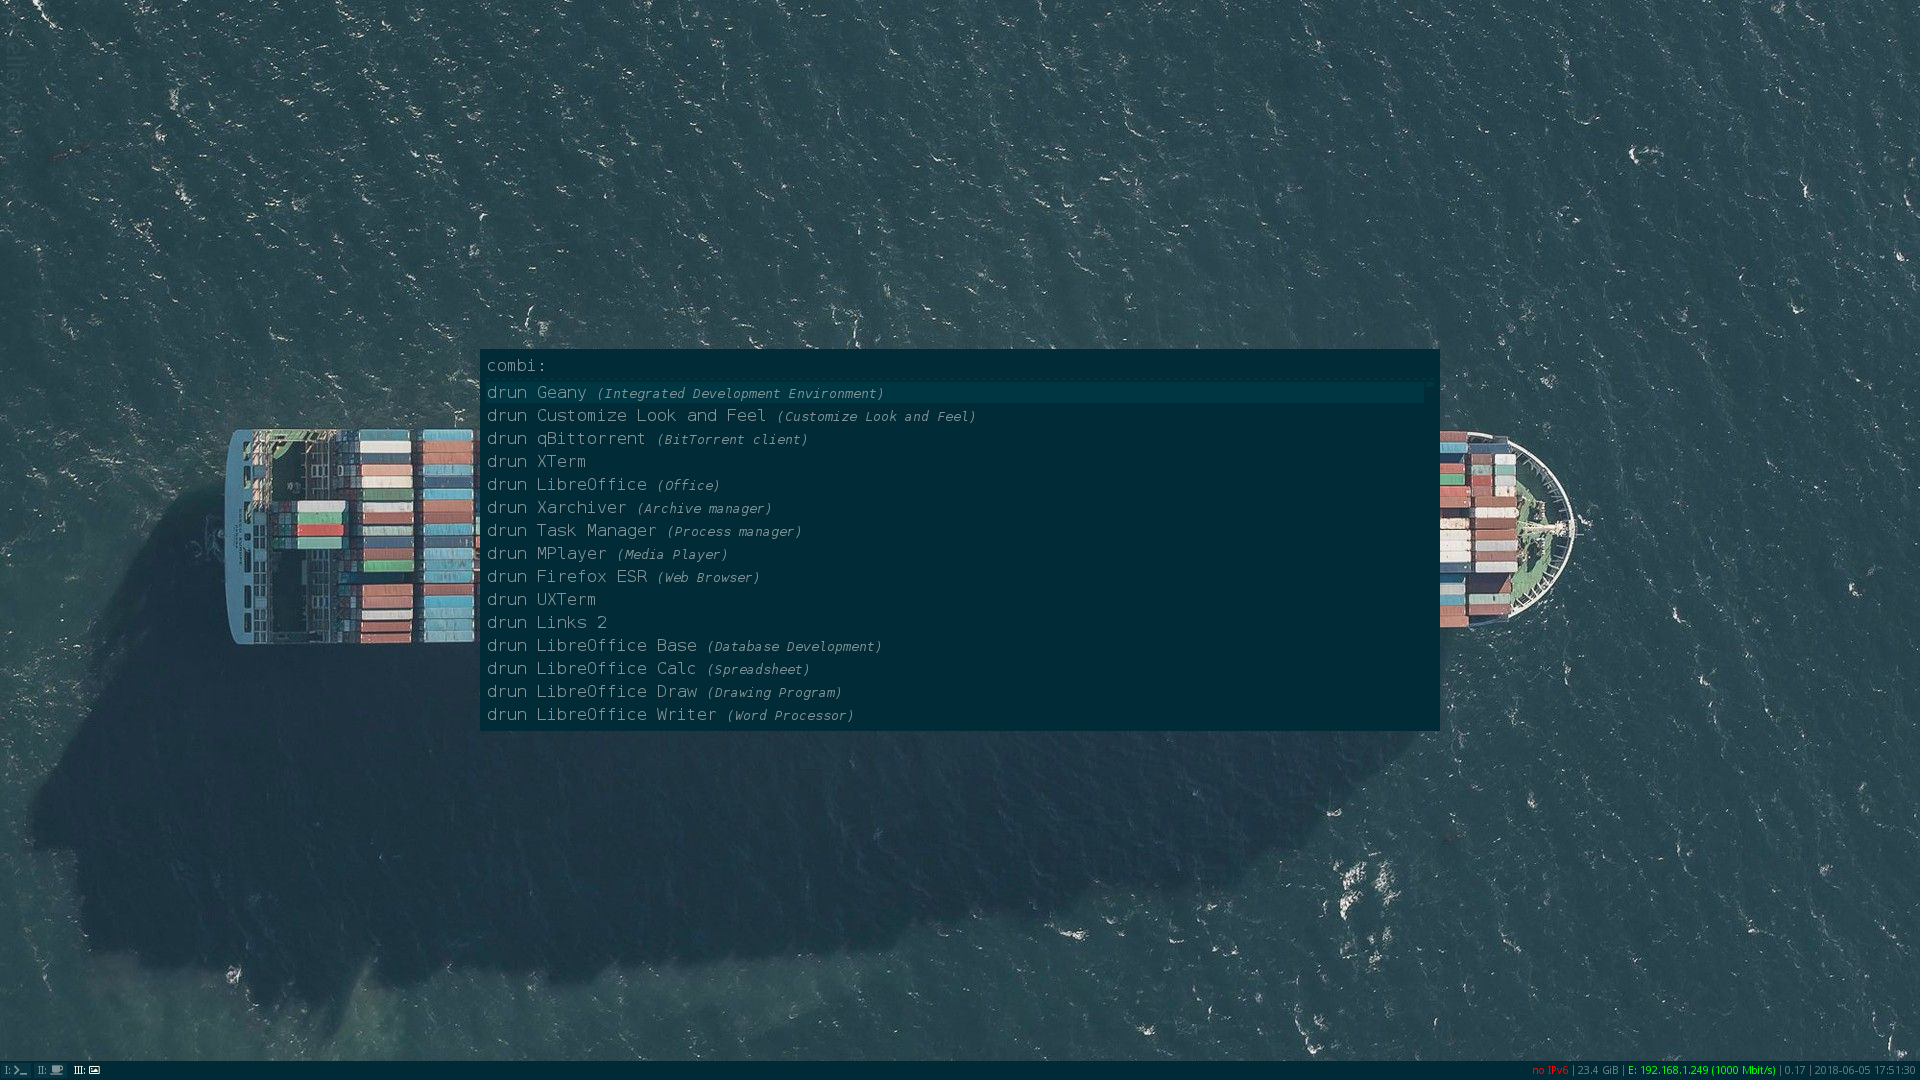 combi:
drun Geany (Integrated Development Environment)
drun Customize Look and Feel (Customize Look and Feel)
drun qBittorrent (BitTorrent client)
drun XTerm
drun LibreOffice (Office)
drun Xarchiver (Archive manager)
drun Task Manager (Process manager)
drun MPlayer (Media Player)
drun Firefox ESR (Web Browser)
drun UXTerm
drun Links 2
drun LibreOffice Base (Database Development)
drun LibreOffice Calc (Spreadsheet)
drun LibreOffice Draw (Drawing Program)
drun LibreOffice Writer (Word Processor)
I: II: III: no IPv6 | 23.4 GiB | E: 192.168.1.249 (1000 Mbit/s) | 0.17 | 2018-06-05 17:51:30